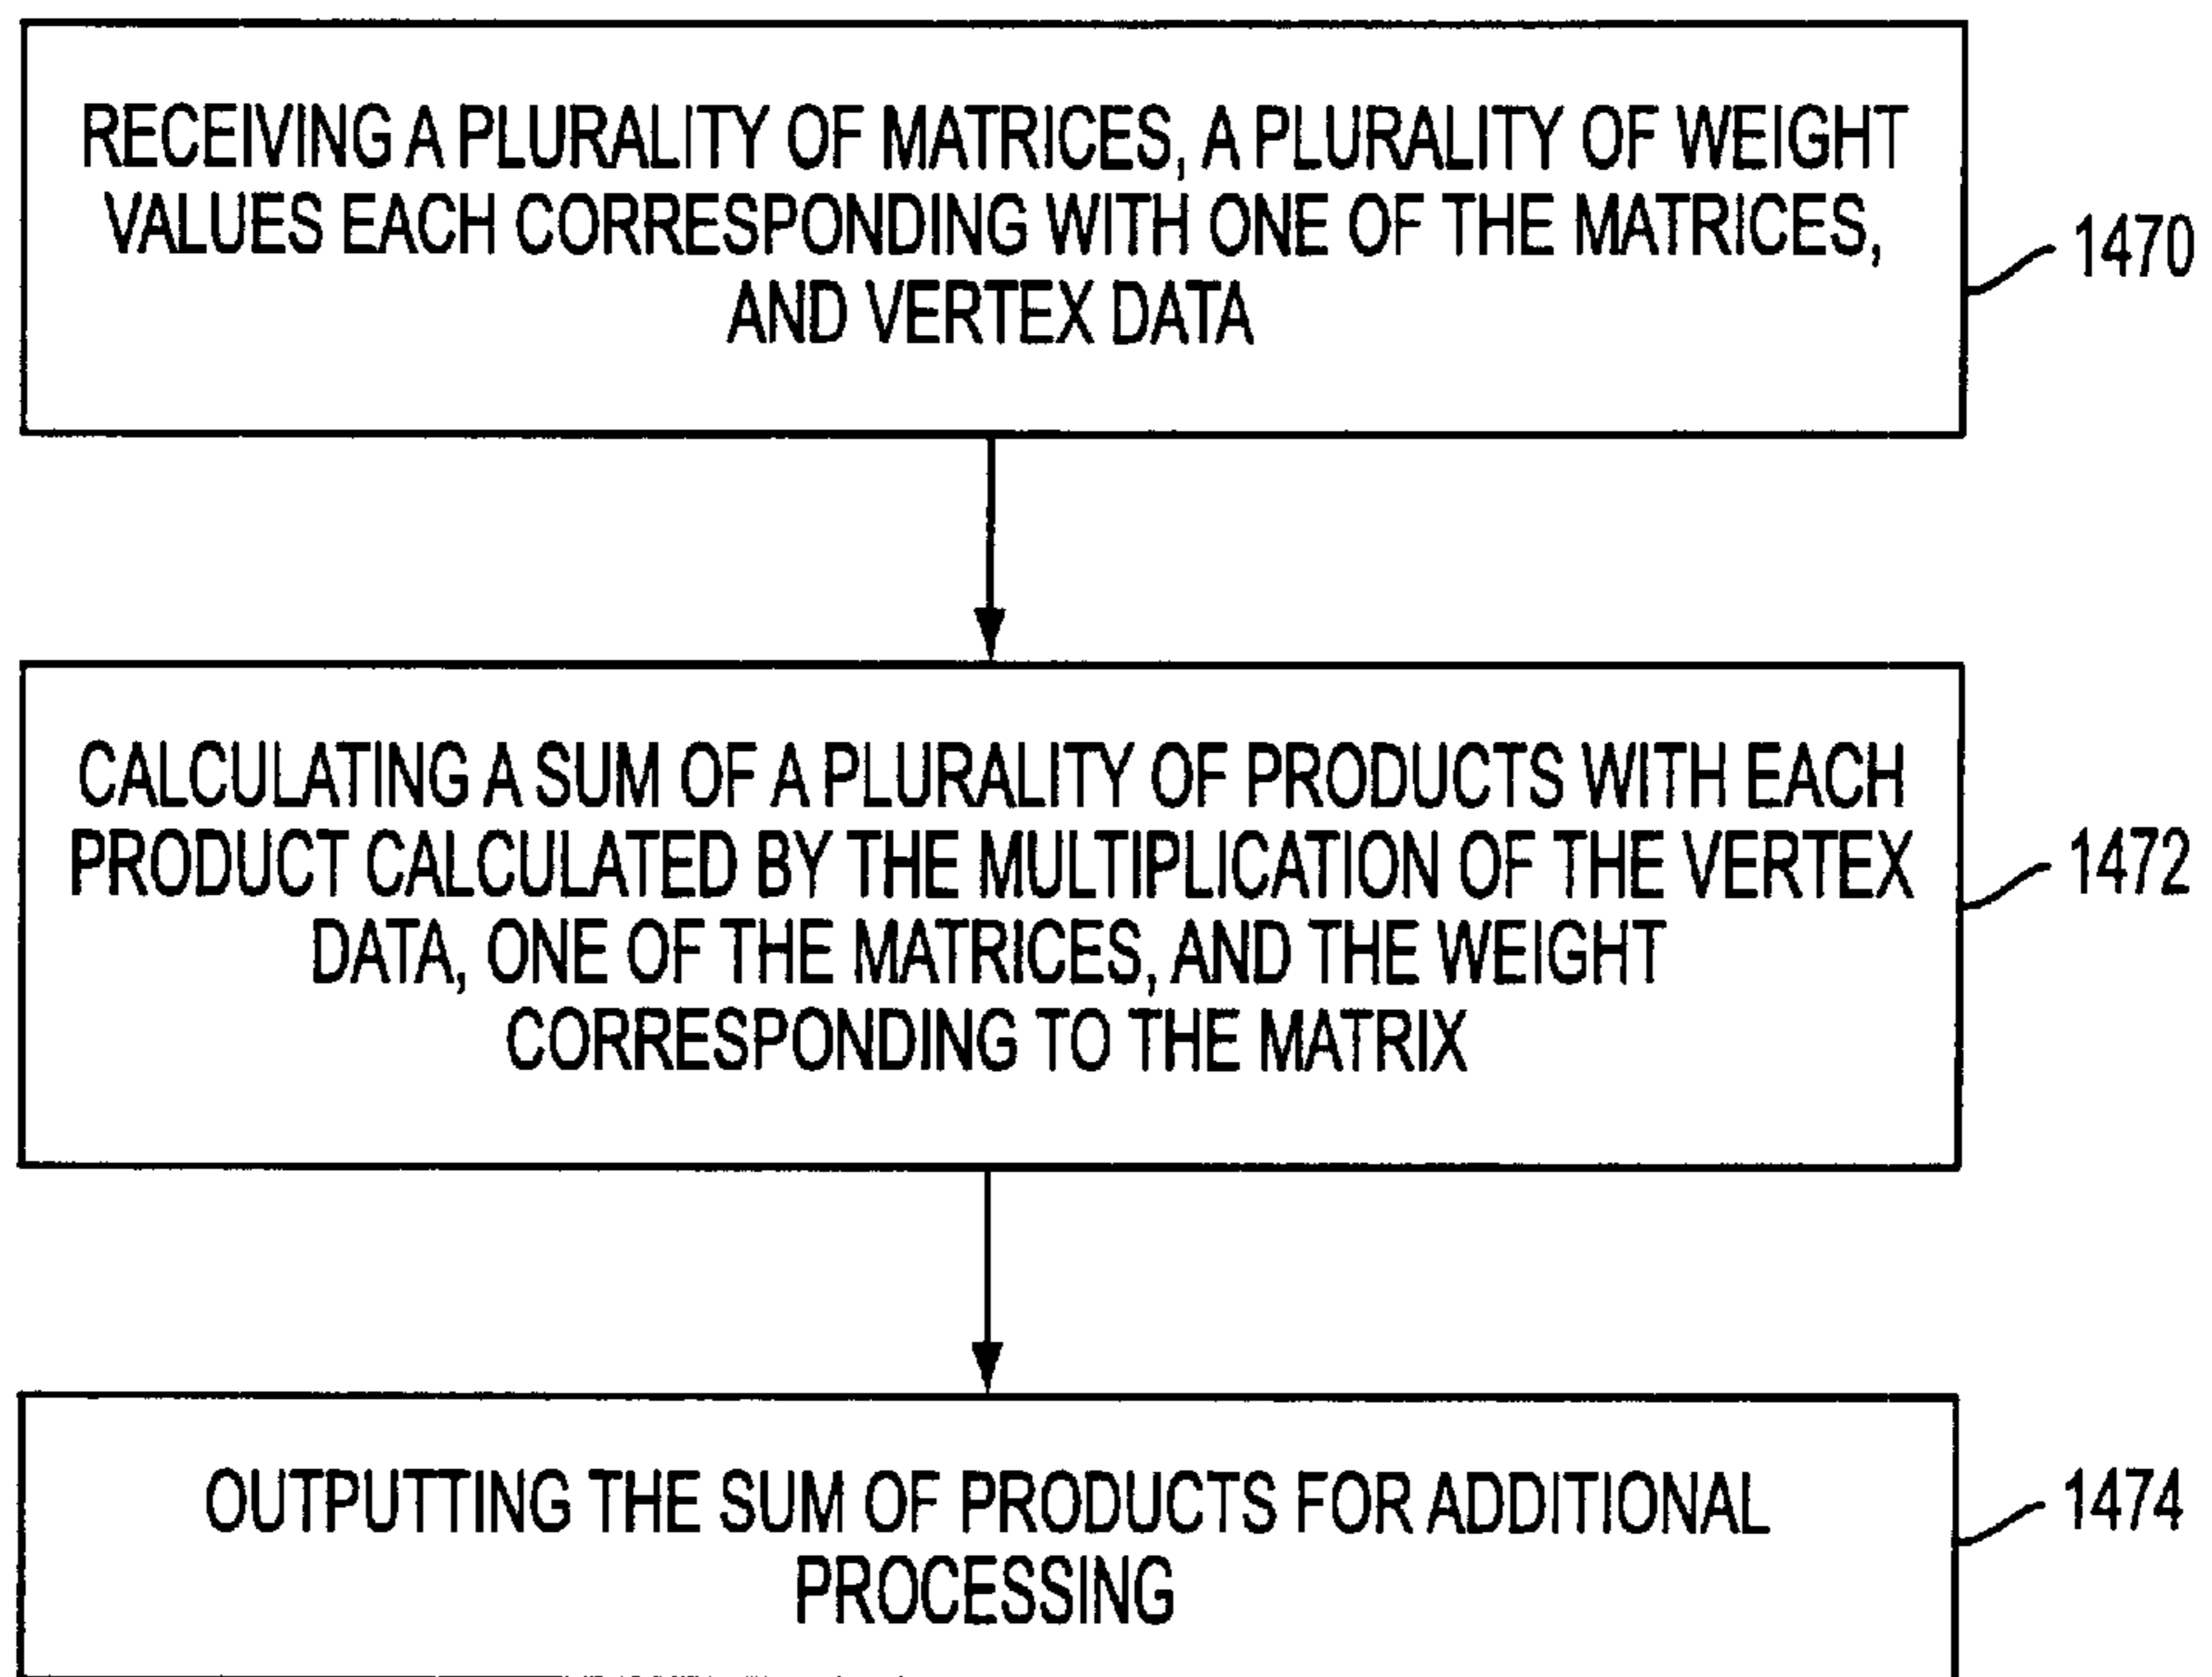 RECEIVING A PLURALITY OF MATRICES, A PLURALITY OF WEIGHT
VALUES EACH CORRESPONDING WITH ONE OF THE MATRICES,
AND VERTEX DATA
1470
CALCULATING A SUM OF A PLURALITY OF PRODUCTS WITH EACH
PRODUCT CALCULATED BY THE MULTIPLICATION OF THE VERTEX
DATA, ONE OF THE MATRICES, AND THE WEIGHT
CORRESPONDING TO THE MATRIX
1472
OUTPUTTING THE SUM OF PRODUCTS FOR ADDITIONAL
PROCESSING
1474